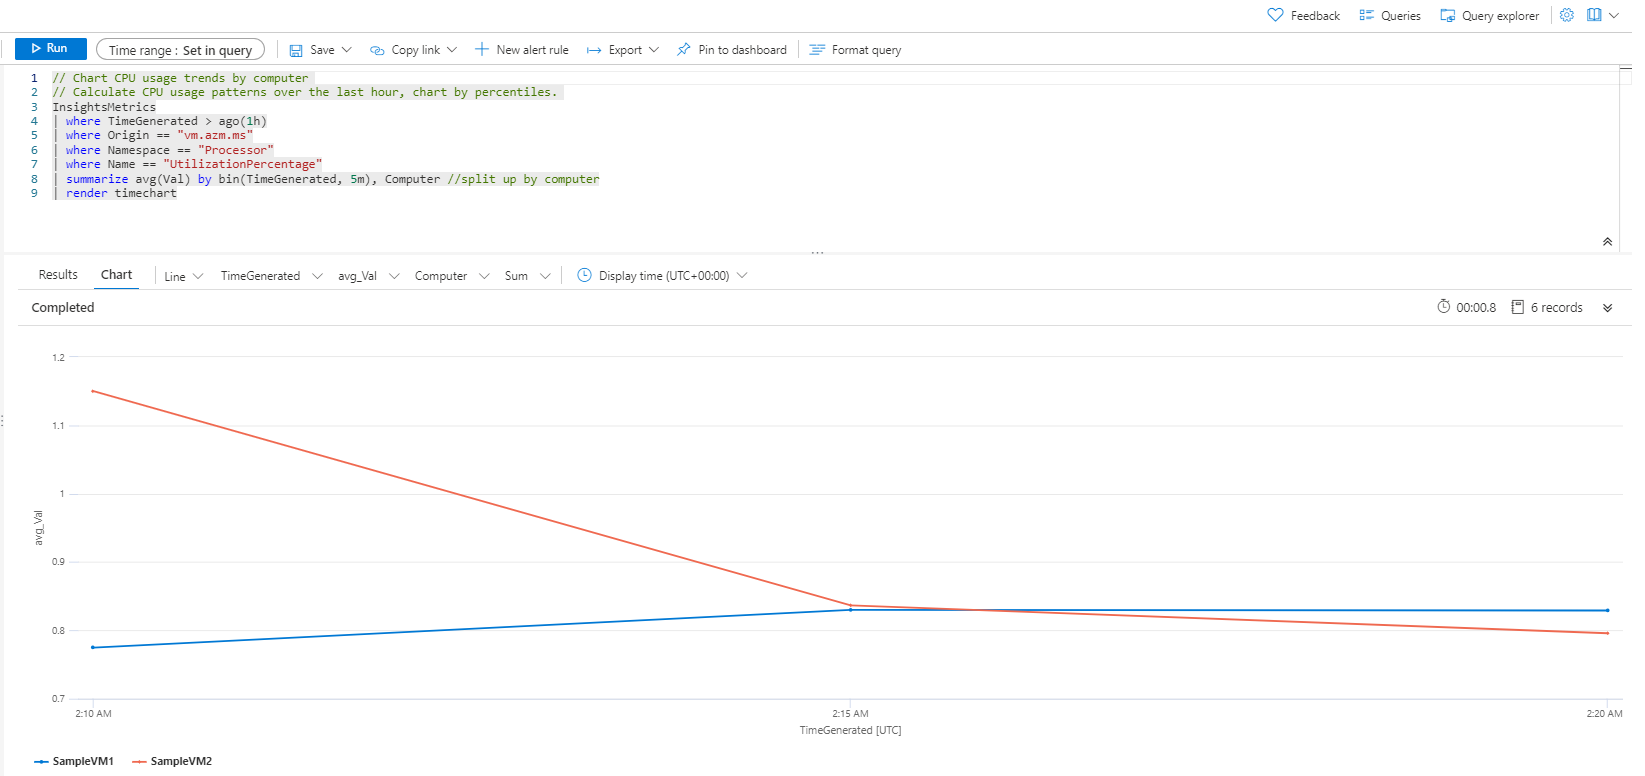 Feedback Queries Query explorer
Run Time range : Set in query Save Copy link New alert rule Export Pin to dashboard Format query
1 // Chart CPU usage trends by computer
2 // Calculate CPU usage patterns over the last hour, chart by percentiles.
3 InsightsMetrics
4 | where TimeGenerated > ago(1h)
5 | where Origin == "vm.azm.ms"
6 | where Namespace == "Processor"
7 | where Name == "UtilizationPercentage"
8 | summarize avg(Val) by bin(TimeGenerated, 5m), Computer //split up by computer
9 | render timechart
Results Chart Line TimeGenerated avg_Val Computer Sum Display time (UTC+00:00)
Completed 00:00.8 6 records
1.2
1.1
1
0.9
0.8
0.7
avg_Val
2:10 AM 2:15 AM 2:20 AM
TimeGenerated [UTC]
SampleVM1 SampleVM2